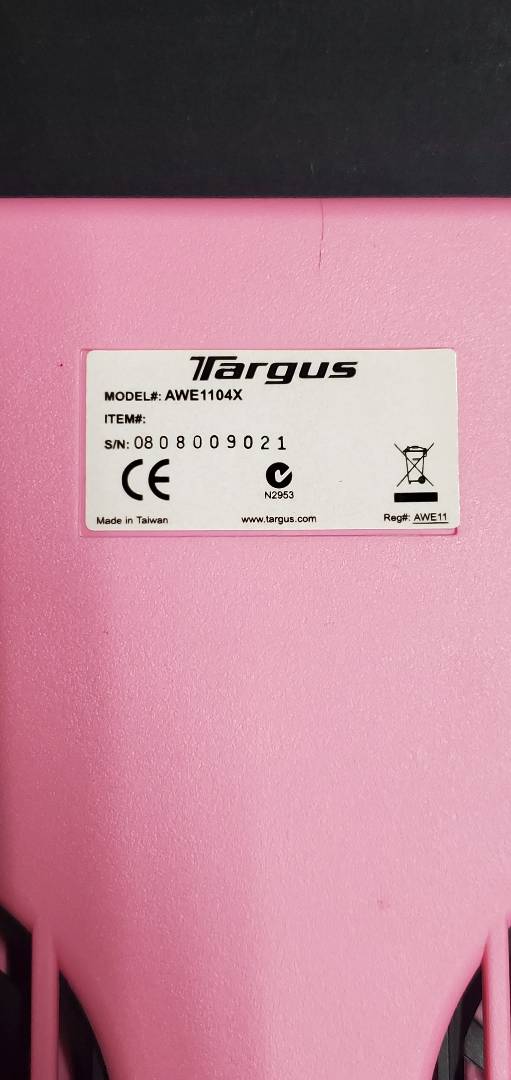 Targus
MODEL#: AWE1104X
ITEM#:
S/N: 0808009021
CE
N2953
Made in Taiwan www.targus.com Reg#: AWE11